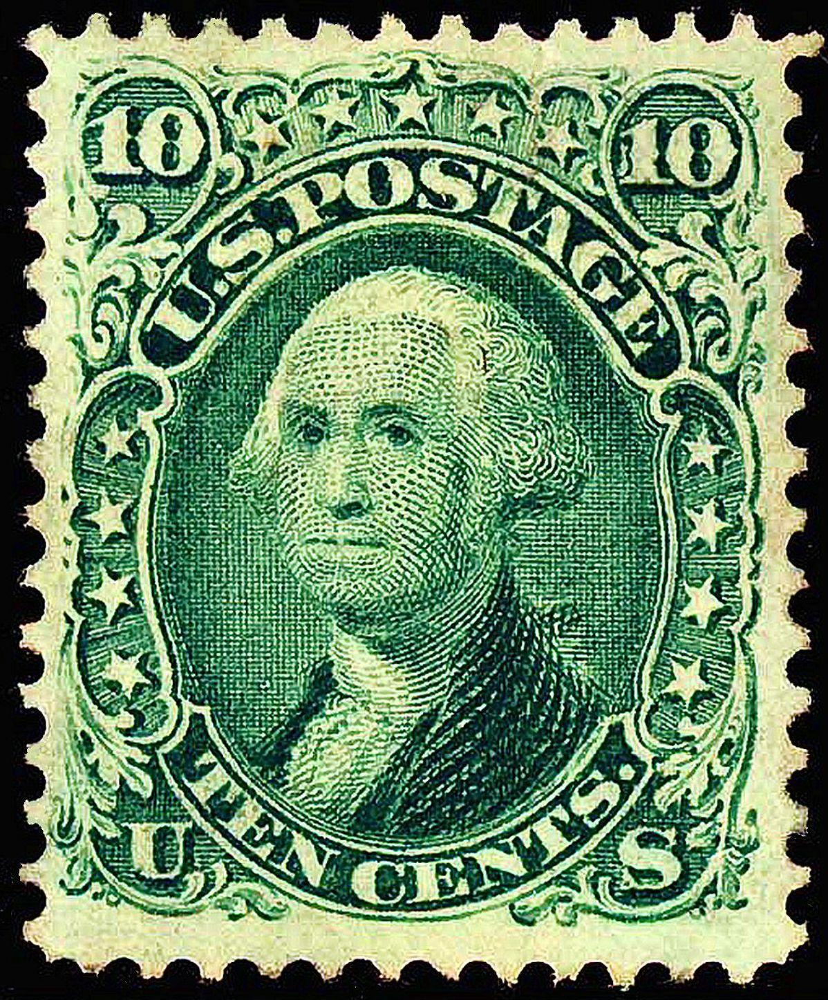 10 10
U.S. POSTAGE
TEN CENTS.
U S